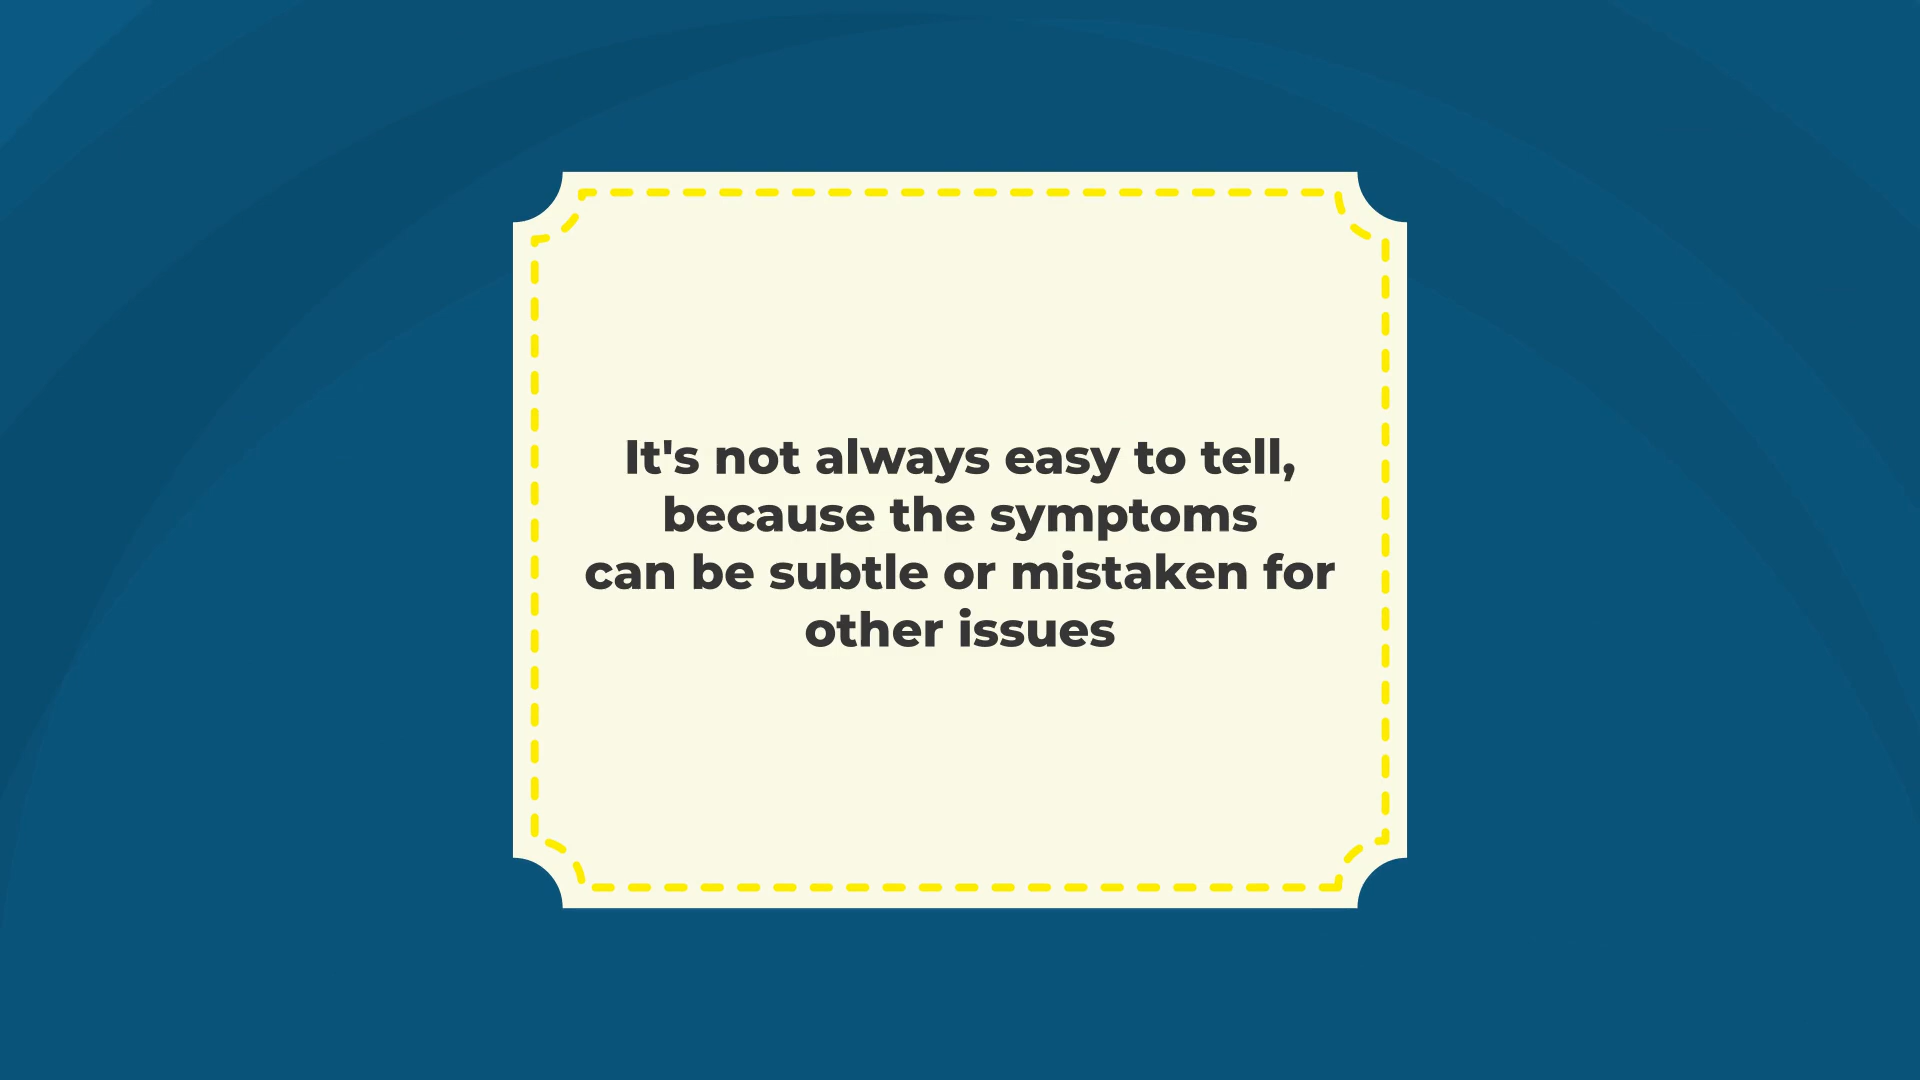 It's not always easy to tell,
because the symptoms
can be subtle or mistaken for
other issues